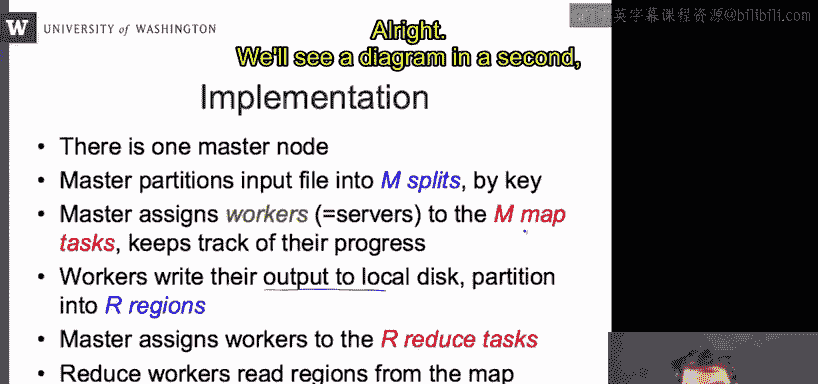 W UNIVERSITY of WASHINGTON
英字幕课程资源@bilibili.com
Alright.
We'll see a diagram in a second,
Implementation
• There is one master node
• Master partitions input file into M splits, by key
• Master assigns workers (=servers) to the M map
tasks, keeps track of their progress
• Workers write their output to local disk, partition
into R regions
• Master assigns workers to the R reduce tasks
• Reduce workers read regions from the map